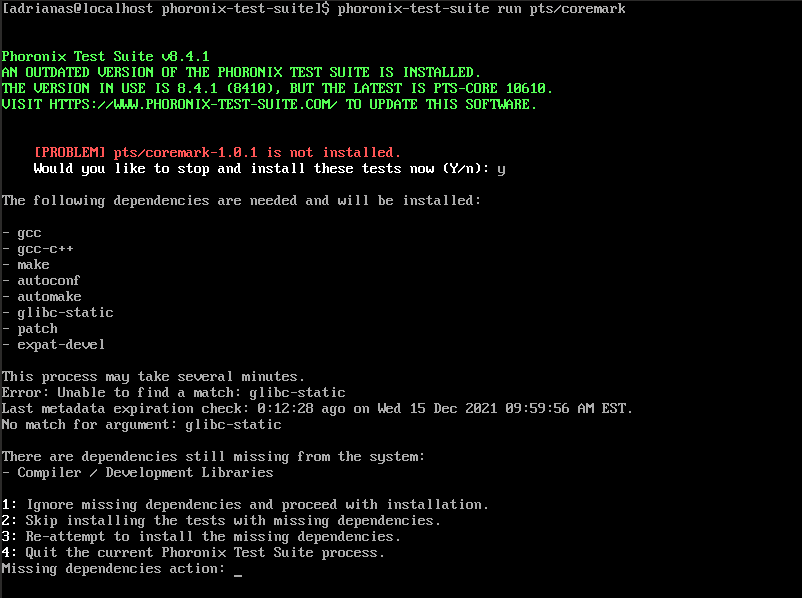 [adrianas@localhost phoronix-test-suite]$ phoronix-test-suite run pts/coremark
Phoronix Test Suite v8.4.1
AN OUTDATED VERSION OF THE PHORONIX TEST SUITE IS INSTALLED.
THE VERSION IN USE IS 8.4.1 (8410), BUT THE LATEST IS PTS-CORE 10610.
VISIT HTTPS://WWW.PHORONIX-TEST-SUITE.COM/ TO UPDATE THIS SOFTWARE.
[PROBLEM] pts/coremark-1.0.1 is not installed.
Would you like to stop and install these tests now (Y/n): y
The following dependencies are needed and will be installed:
- gcc
- gcc-c++
- make
- autoconf
- automake
- glibc-static
- patch
- expat-devel
This process may take several minutes.
Error: Unable to find a match: glibc-static
Last metadata expiration check: 0:12:28 ago on Wed 15 Dec 2021 09:59:56 AM EST.
No match for argument: glibc-static
There are dependencies still missing from the system:
- Compiler / Development Libraries
1: Ignore missing dependencies and proceed with installation.
2: Skip installing the tests with missing dependencies.
3: Re-attempt to install the missing dependencies.
4: Quit the current Phoronix Test Suite process.
Missing dependencies action: _